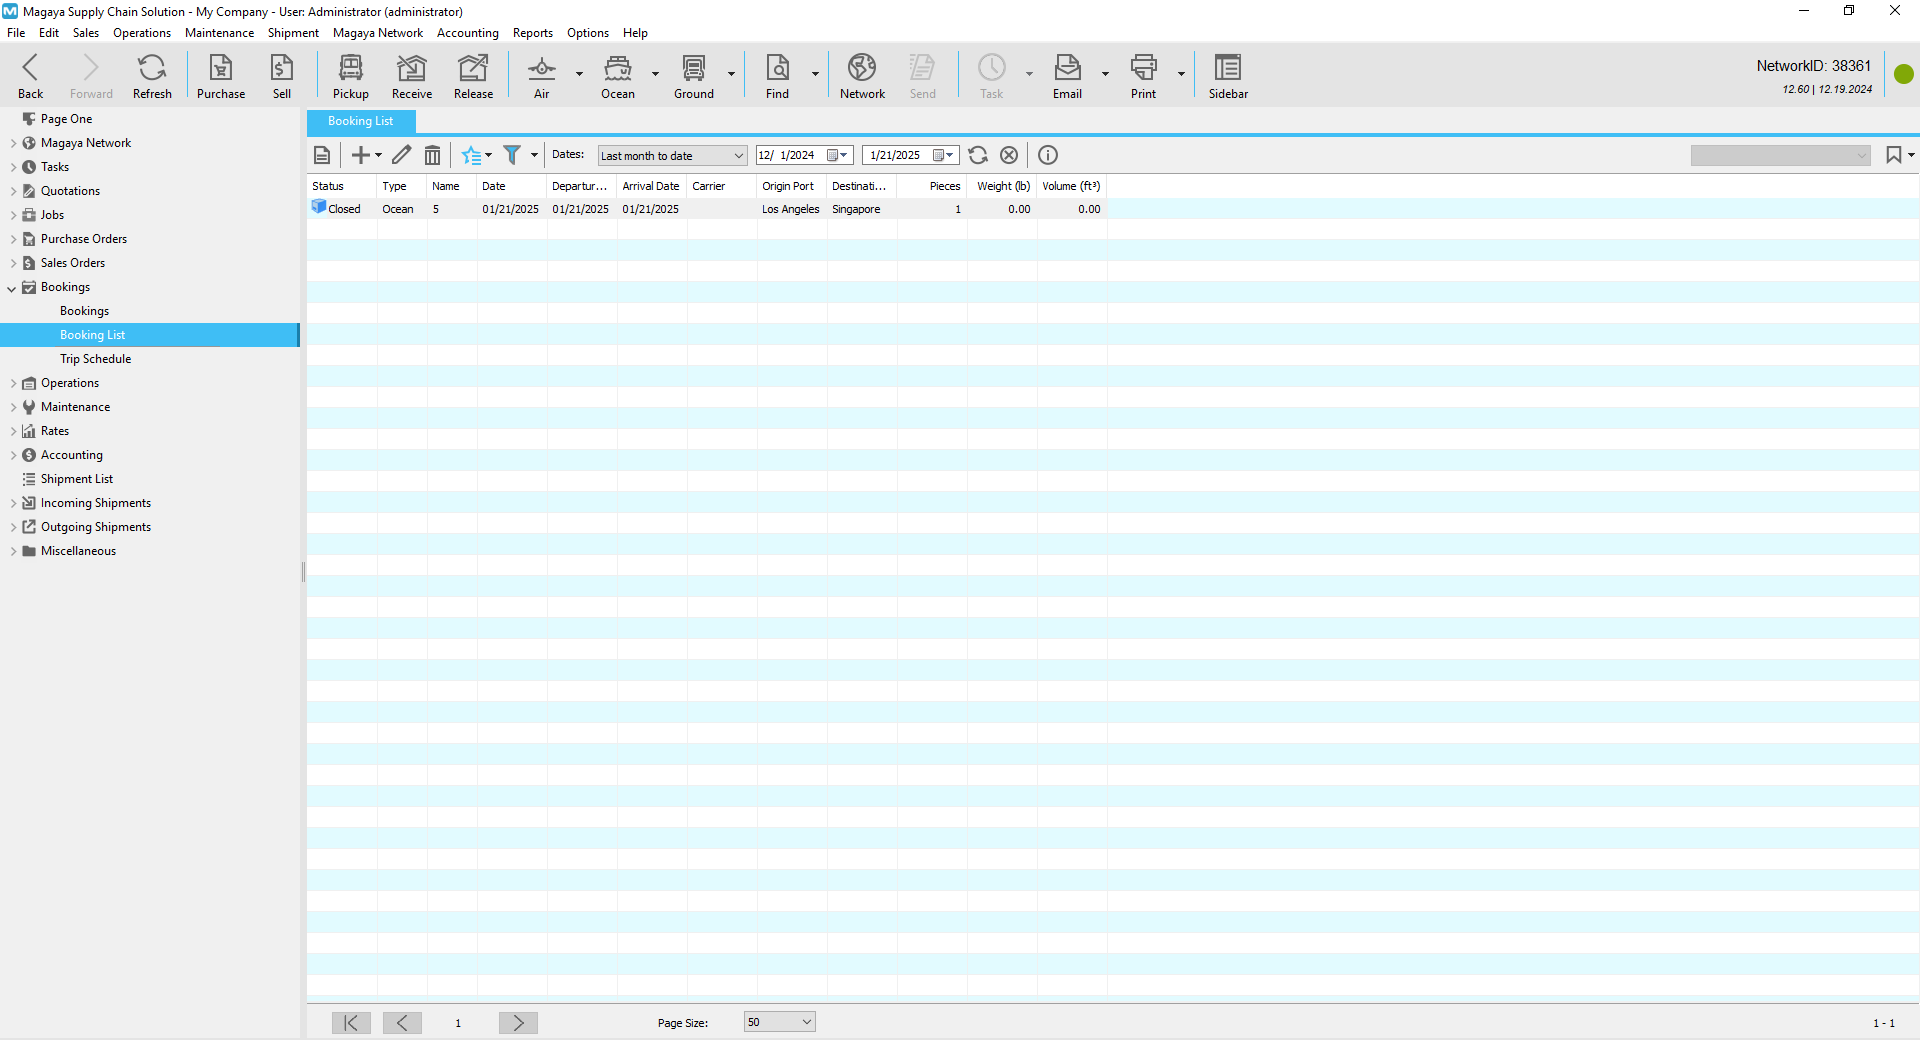 Magaya Supply Chain Solution - My Company - User: Administrator (administrator)
File Edit Sales Operations Maintenance Shipment Magaya Network Accounting Reports Options Help
Back Forward Refresh Purchase Sell Pickup Receive Release Air Ocean Ground Find Network Send Task Email Print Sidebar
NetworkID: 38361
12.60 | 12.19.2024
Page One
Magaya Network
Tasks
Quotations
Jobs
Purchase Orders
Sales Orders
Bookings
Bookings
Booking List
Trip Schedule
Operations
Maintenance
Rates
Accounting
Shipment List
Incoming Shipments
Outgoing Shipments
Miscellaneous
Booking List
Dates: Last month to date 12/ 1/2024 1/21/2025
Status Type Name Date Departur... Arrival Date Carrier Origin Port Destinati... Pieces Weight (lb) Volume (ft³)
Closed Ocean 5 01/21/2025 01/21/2025 01/21/2025 Los Angeles Singapore 1 0.00 0.00
1 Page Size: 50 1 - 1